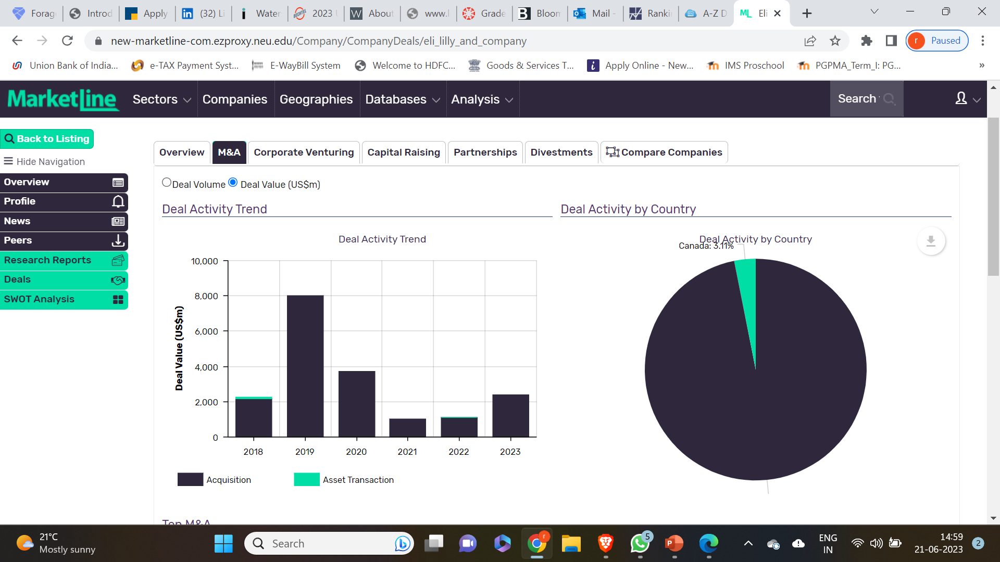 Forag
Introd
Apply
(32) Li
Water
2023
About
www.l
Grade
Bloom
Mail -
Ranki
A-Z D
Eli
new-marketline-com.ezproxy.neu.edu/Company/CompanyDeals/eli_lilly_and_company
r Paused
Union Bank of India...
e-TAX Payment Syst...
E-WayBill System
Welcome to HDFC...
Goods & Services T...
Apply Online - New...
IMS Proschool
PGPMA_Term_I: PG...
»
MarketLine
Sectors
Companies
Geographies
Databases
Analysis
Search
Back to Listing
Hide Navigation
Overview
Profile
News
Peers
Research Reports
Deals
SWOT Analysis
Overview
M&A
Corporate Venturing
Capital Raising
Partnerships
Divestments
Compare Companies
Deal Volume
Deal Value (US$m)
Deal Activity Trend
Deal Activity by Country
Deal Activity Trend
Deal Value (US$m)
10,000
8,000
6,000
4,000
2,000
0
2018
2019
2020
2021
2022
2023
Acquisition
Asset Transaction
Deal Activity by Country
Canada: 3.11%
Top M&A
21°C
Mostly sunny
Search
r
5
P
ENG
IN
14:59
21-06-2023
2